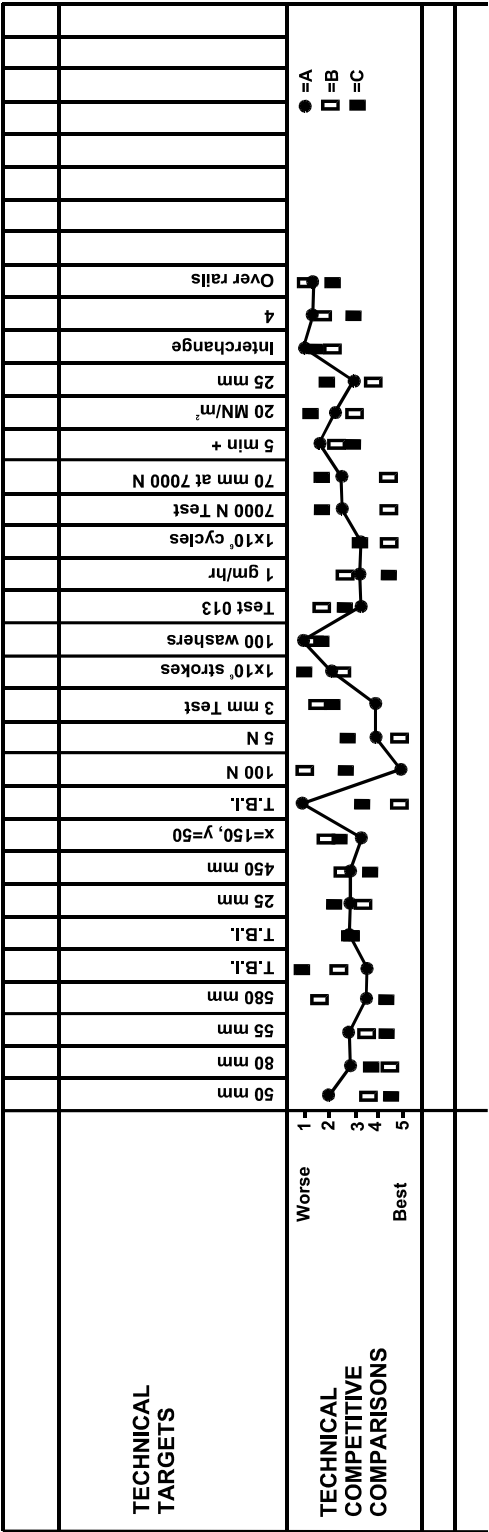 TECHNICAL
TARGETS
50 mm
80 mm
55 mm
580 mm
T.B.I.
T.B.I.
25 mm
450 mm
x=150, y=50
T.B.I.
100 N
5 N
3 mm Test
1x10⁶ strokes
100 washers
Test 013
1 gm/hr
1x10⁶ cycles
7000 N Test
70 mm at 7000 N
5 min +
20 MN/m²
25 mm
Interchange
4
Over rails
TECHNICAL
COMPETITIVE
COMPARISONS
Worse
Best
1
2
3
4
5
=A
=B
=C